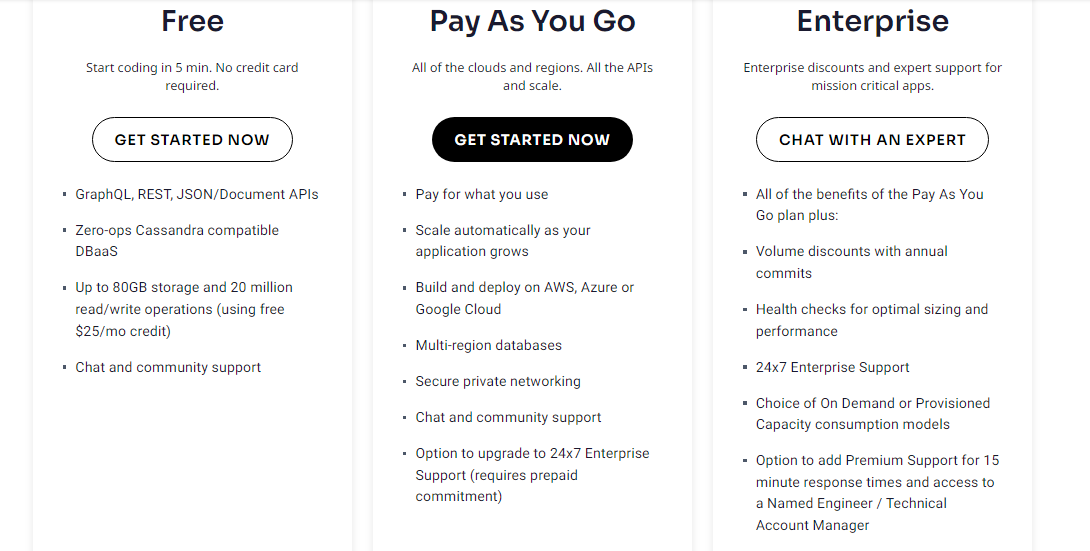 Free
Start coding in 5 min. No credit card
required.
GET STARTED NOW
GraphQL, REST, JSON/Document APIs
Zero-ops Cassandra compatible
DBaaS
Up to 80GB storage and 20 million
read/write operations (using free
$25/mo credit)
Chat and community support
Pay As You Go
All of the clouds and regions. All the APIs
and scale.
GET STARTED NOW
Pay for what you use
Scale automatically as your
application grows
Build and deploy on AWS, Azure or
Google Cloud
Multi-region databases
Secure private networking
Chat and community support
Option to upgrade to 24x7 Enterprise
Support (requires prepaid
commitment)
Enterprise
Enterprise discounts and expert support for
mission critical apps.
CHAT WITH AN EXPERT
All of the benefits of the Pay As You
Go plan plus:
Volume discounts with annual
commits
Health checks for optimal sizing and
performance
24x7 Enterprise Support
Choice of On Demand or Provisioned
Capacity consumption models
Option to add Premium Support for 15
minute response times and access to
a Named Engineer / Technical
Account Manager